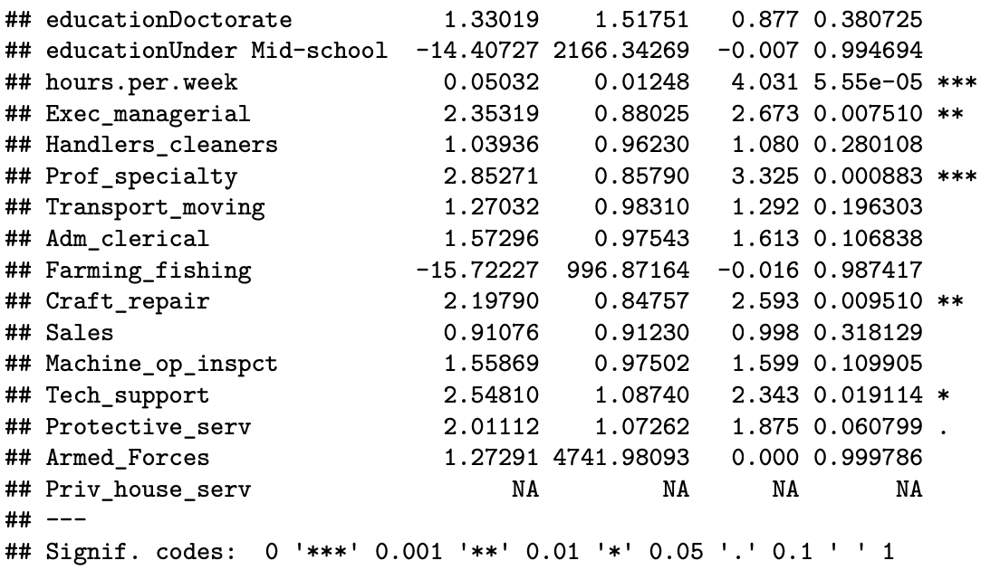 ## educationDoctorate 1.33019 1.51751 0.877 0.380725
## educationUnder Mid-school -14.40727 2166.34269 -0.007 0.994694
## hours.per.week 0.05032 0.01248 4.031 5.55e-05 ***
## Exec_managerial 2.35319 0.88025 2.673 0.007510 **
## Handlers_cleaners 1.03936 0.96230 1.080 0.280108
## Prof_specialty 2.85271 0.85790 3.325 0.000883 ***
## Transport_moving 1.27032 0.98310 1.292 0.196303
## Adm_clerical 1.57296 0.97543 1.613 0.106838
## Farming_fishing -15.72227 996.87164 -0.016 0.987417
## Craft_repair 2.19790 0.84757 2.593 0.009510 **
## Sales 0.91076 0.91230 0.998 0.318129
## Machine_op_inspct 1.55869 0.97502 1.599 0.109905
## Tech_support 2.54810 1.08740 2.343 0.019114 *
## Protective_serv 2.01112 1.07262 1.875 0.060799 .
## Armed_Forces 1.27291 4741.98093 0.000 0.999786
## Priv_house_serv NA NA NA NA
## ---
## Signif. codes: 0 '***' 0.001 '**' 0.01 '*' 0.05 '.' 0.1 ' ' 1